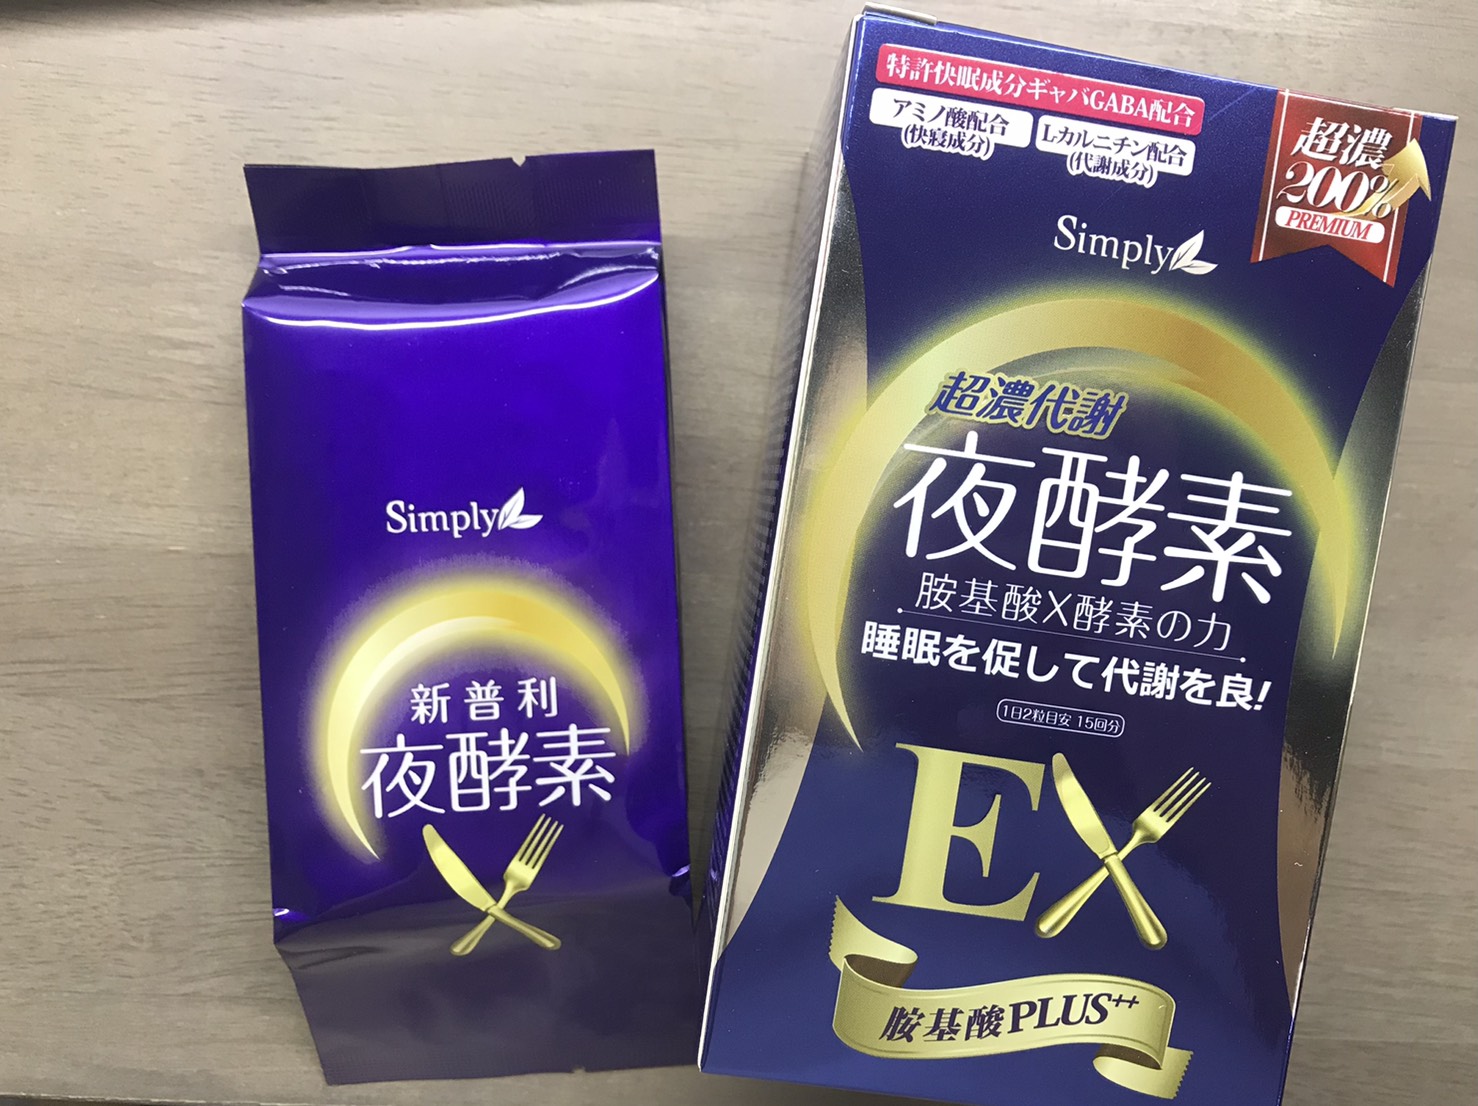 Simply
新普利
夜酵素
特許快眠成分ギャバGABA配合
アミノ酸配合
(快寝成分)
Lカルニチン配合
(代謝成分)
超濃
200%
PREMIUM
Simply
超濃代謝
夜酵素
胺基酸X酵素の力
睡眠を促して代謝を良!
1日2粒目安 15回分
EX
胺基酸PLUS++